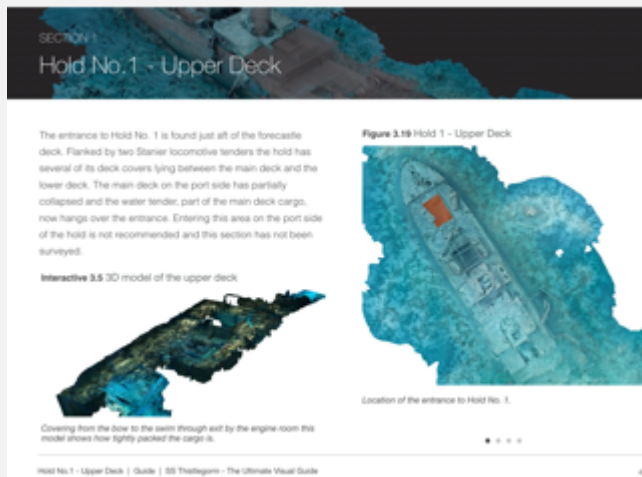 SECTION 1
Hold No.1 - Upper Deck
The entrance to Hold No. 1 is found just aft of the forecastle
deck. Flanked by two Stanier locomotive tenders the hold has
several of its deck covers lying between the main deck and the
lower deck. The main deck on the port side has partially
collapsed and the water tender, part of the main deck cargo,
now hangs over the entrance. Entering this area on the port side
of the hold is not recommended and this section has not been
surveyed.
Interactive 3.5 3D model of the upper deck
Covering from the bow to the swim through exit by the engine room this
model shows how tightly packed the cargo is.
Figure 3.19 Hold 1 - Upper Deck
Location of the entrance to Hold No. 1.
Hold No.1 - Upper Deck | Guide | SS Thistlegorm - The Ultimate Visual Guide